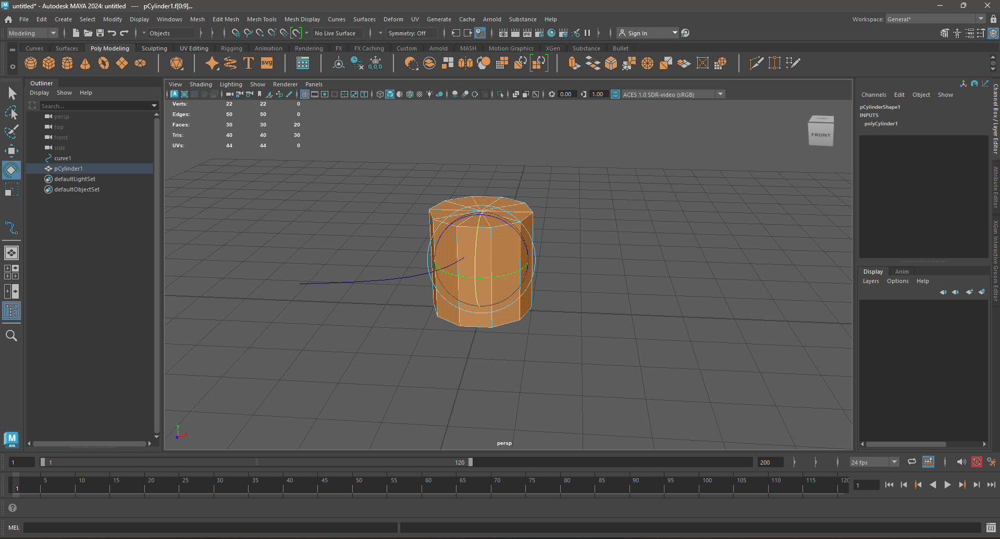 untitled* - Autodesk MAYA 2024: untitled   ---   pCylinder1.f[0:9]...
File Edit Create Select Modify Display Windows Mesh Edit Mesh Mesh Tools Mesh Display Curves Surfaces Deform UV Generate Cache Arnold Substance Help Workspace: General*
Modeling Objects No Live Surface Symmetry: Off IPR Sign In
Curves Surfaces Poly Modeling Sculpting UV Editing Rigging Animation Rendering FX FX Caching Custom Arnold MASH Motion Graphics XGen Substance Bullet
T SVG 0,0,0
Outliner
Display Show Help
Search...
persp
top
front
side
curve1
pCylinder1
defaultLightSet
defaultObjectSet
View Shading Lighting Show Renderer Panels
0.00 1.00 ON ACES 1.0 SDR-video (sRGB)
Verts: 22 22 0
Edges: 50 50 0
Faces: 30 30 20
Tris: 40 40 30
UVs: 44 44 0
FRONT
y
x
z
persp
Channels Edit Object Show
pCylinderShape1
INPUTS
polyCylinder1
Channel Box / Layer Editor
Attribute Editor
XGen Interactive Groom Editor
Display Anim
Layers Options Help
M
AYA
1 1 120 200 24 fps
5 10 15 20 25 30 35 40 45 50 55 60 65 70 75 80 85 90 95 100 105 110 115 120
1 1
MEL